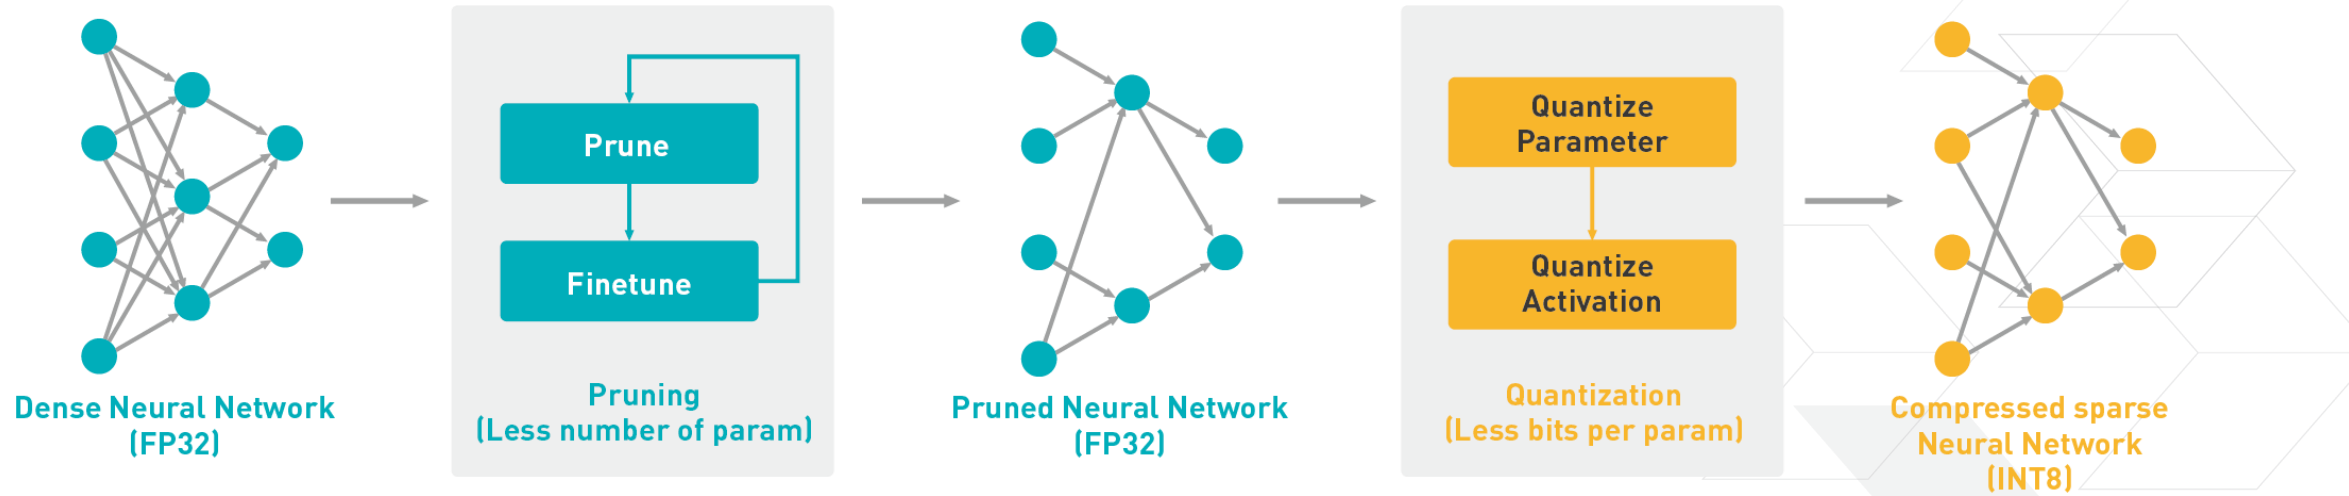 Dense Neural Network
(FP32)
Prune
Finetune
Pruning
(Less number of param)
Pruned Neural Network
(FP32)
Quantize
Parameter
Quantize
Activation
Quantization
(Less bits per param)
Compressed sparse
Neural Network
(INT8)